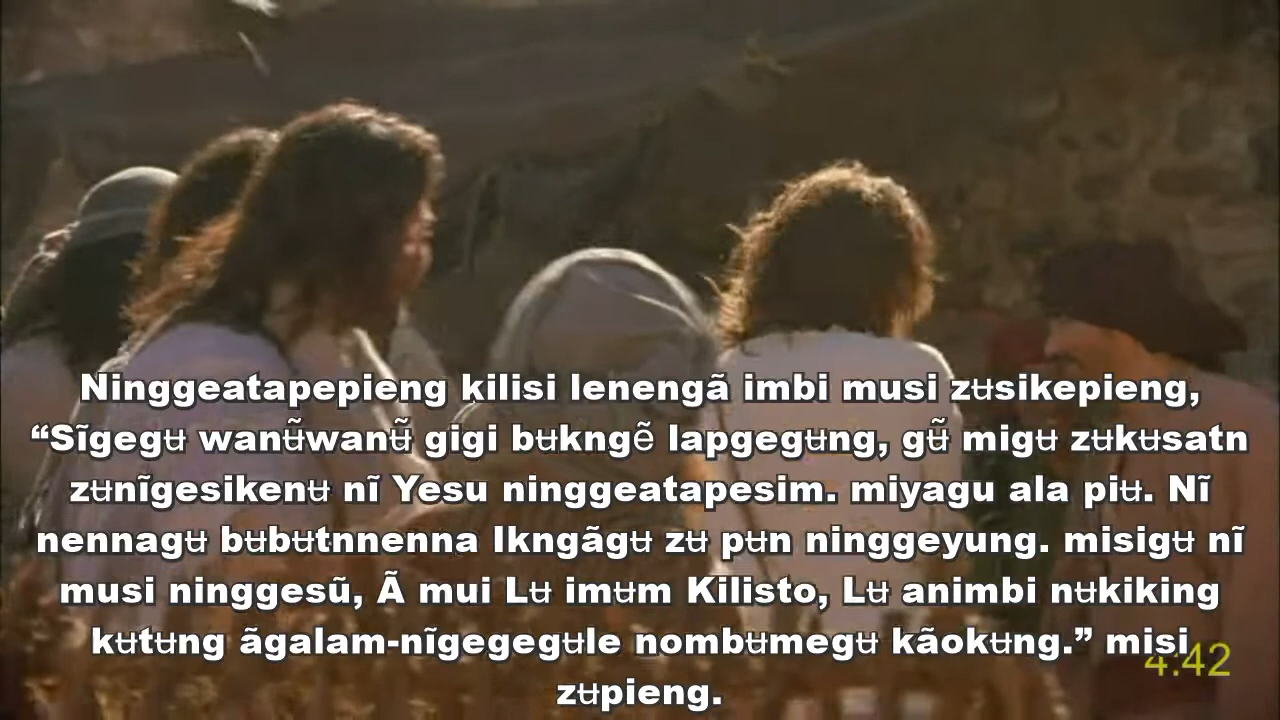 Ninggeatapepieng kilisi lenengã imbi musi zʉsikepieng,
“Sĩgegʉ wanʉ̃wanʉ̃ gigi bʉkngẽ lapgegʉng, gʉ̃ migʉ zʉkʉsatn
zʉnĩgesikenʉ nĩ Yesu ninggeatapesim. miyagu ala piʉ. Nĩ
nennagʉ bʉbʉtnnenna Ikngãgʉ zʉ pʉn ninggeyung. misigʉ nĩ
musi ninggesũ, Ã mui Lʉ imʉm Kilisto, Lʉ animbi nʉkiking
kʉtʉng ãgalam-nĩgegegʉle nombʉmegʉ kãokʉng.” misi
zʉpieng.
4:42